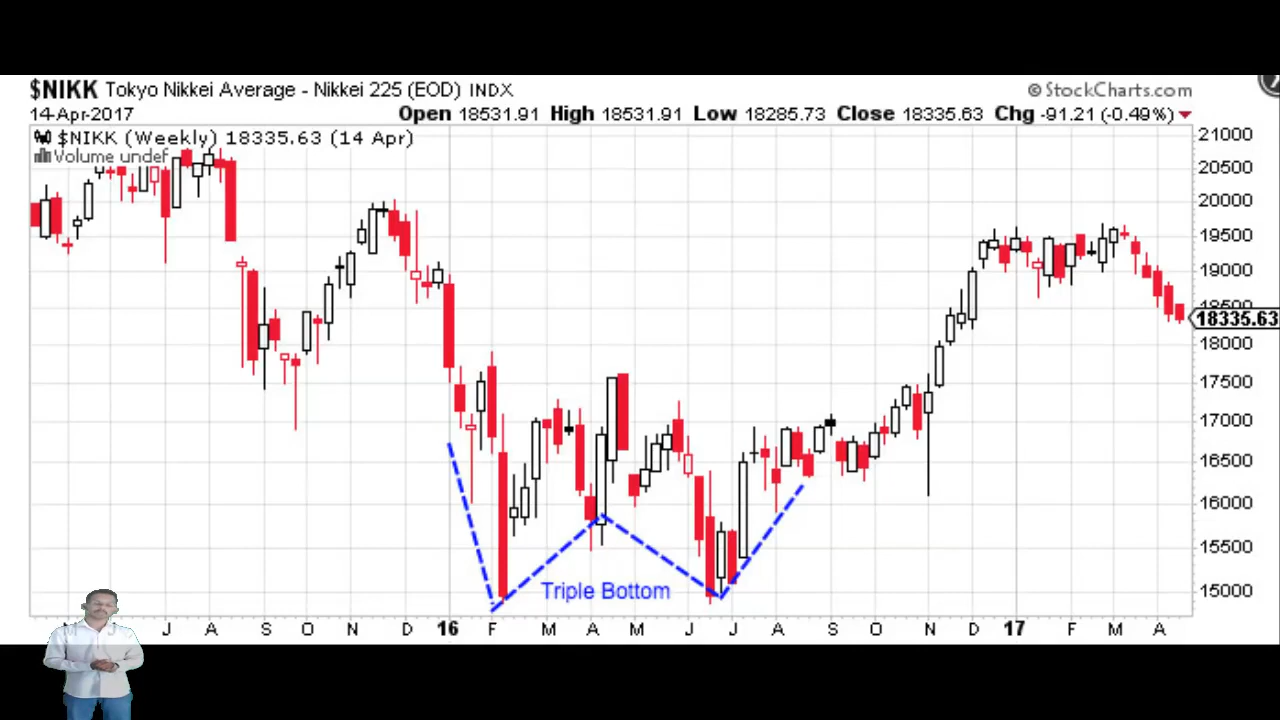 $NIKK Tokyo Nikkei Average - Nikkei 225 (EOD) INDX
© StockCharts.com
14-Apr-2017
Open 18531.91 High 18531.91 Low 18285.73 Close 18335.63 Chg -91.21 (-0.49%)
$NIKK (Weekly) 18335.63 (14 Apr)
Volume undef
21000
20500
20000
19500
19000
18500
18335.63
18000
17500
17000
16500
16000
15500
15000
Triple Bottom
J A S O N D 16 F M A M J J A S O N D 17 F M A